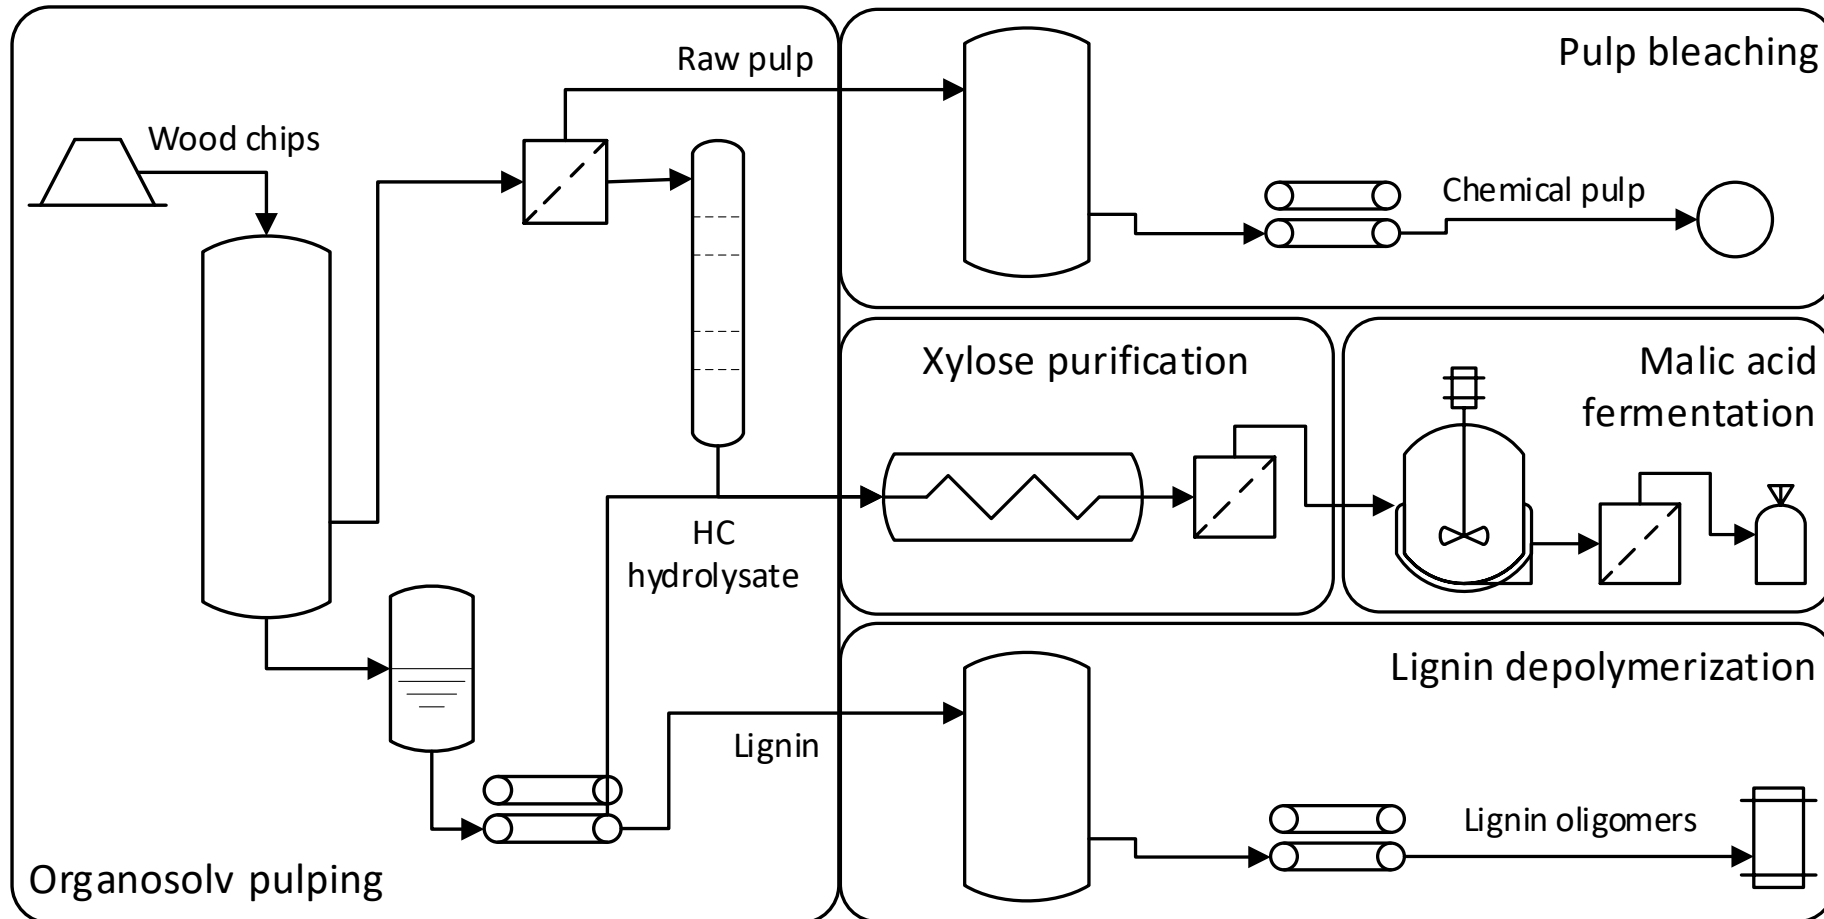 Raw pulp
Pulp bleaching
Wood chips
Chemical pulp
Xylose purification
Malic acid
fermentation
HC
hydrolysate
Lignin depolymerization
Lignin
Lignin oligomers
Organosolv pulping